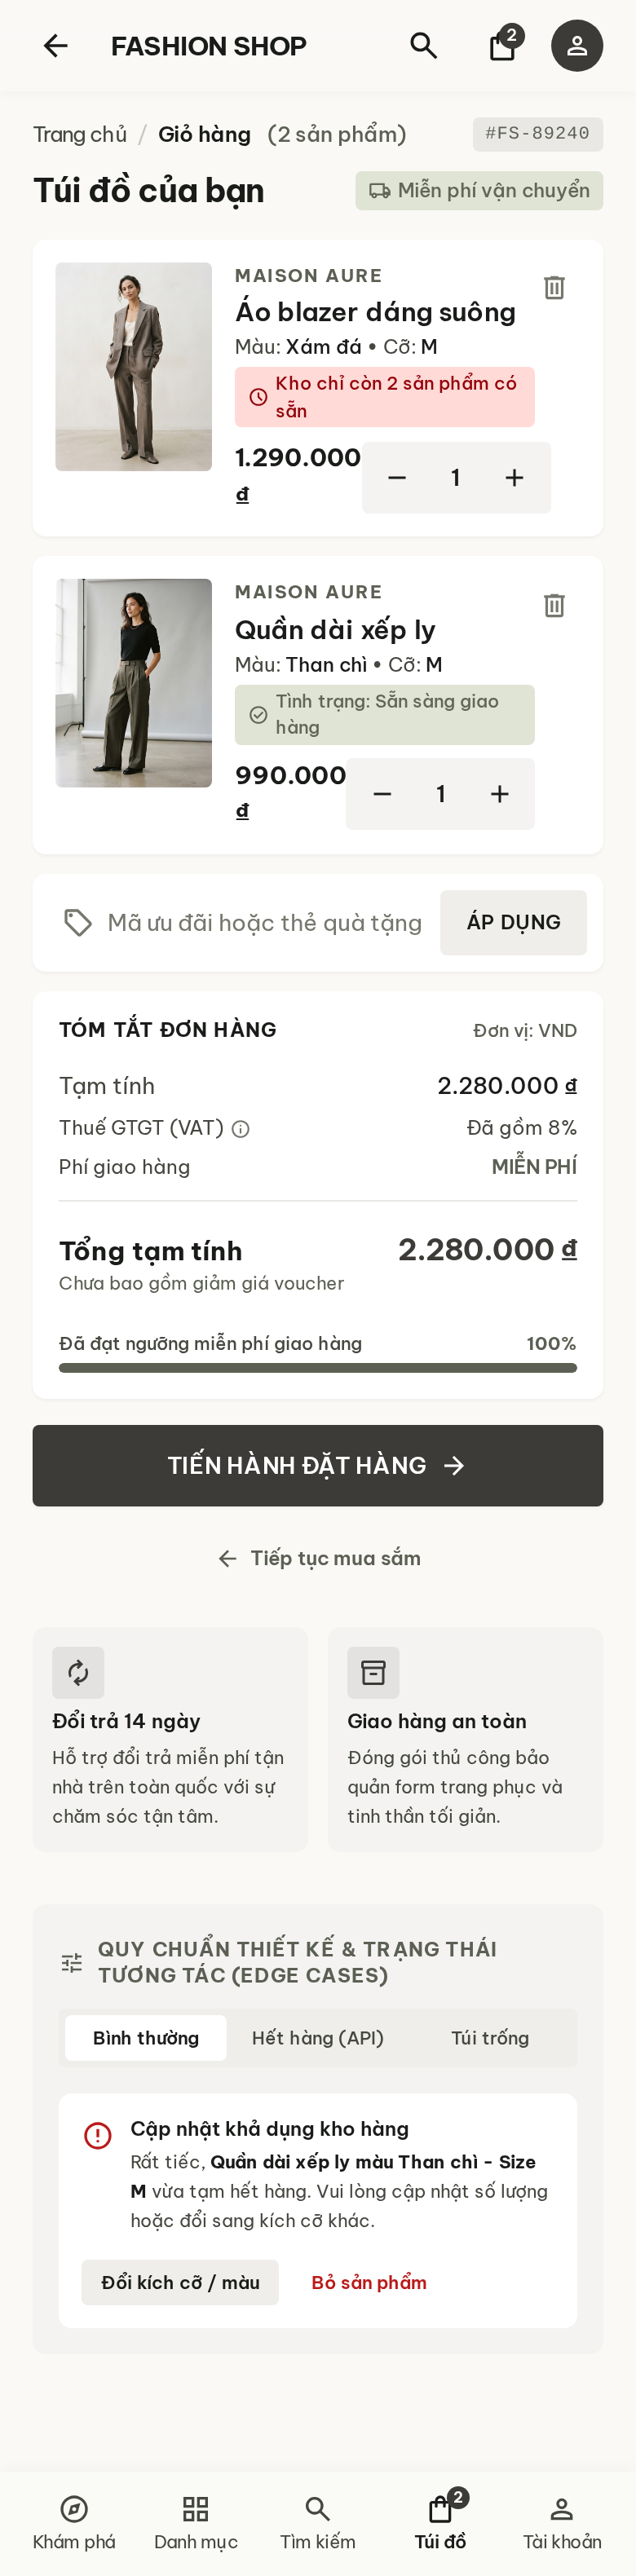 FASHION SHOP
2
Trang chủ / Giỏ hàng (2 sản phẩm)
#FS-89240
Túi đồ của bạn
Miễn phí vận chuyển
MAISON AURE
Áo blazer dáng suông
Màu: Xám đá • Cỡ: M
Kho chỉ còn 2 sản phẩm có
sẵn
1.290.000
₫
1
MAISON AURE
Quần dài xếp ly
Màu: Than chì • Cỡ: M
Tình trạng: Sẵn sàng giao
hàng
990.000
₫
1
Mã ưu đãi hoặc thẻ quà tặng
ÁP DỤNG
TÓM TẮT ĐƠN HÀNG
Đơn vị: VND
Tạm tính
2.280.000 ₫
Thuế GTGT (VAT)
Đã gồm 8%
Phí giao hàng
MIỄN PHÍ
Tổng tạm tính
2.280.000 ₫
Chưa bao gồm giảm giá voucher
Đã đạt ngưỡng miễn phí giao hàng
100%
TIẾN HÀNH ĐẶT HÀNG
Tiếp tục mua sắm
Đổi trả 14 ngày
Hỗ trợ đổi trả miễn phí tận
nhà trên toàn quốc với sự
chăm sóc tận tâm.
Giao hàng an toàn
Đóng gói thủ công bảo
quản form trang phục và
tinh thần tối giản.
QUY CHUẨN THIẾT KẾ & TRẠNG THÁI
TƯƠNG TÁC (EDGE CASES)
Bình thường
Hết hàng (API)
Túi trống
Cập nhật khả dụng kho hàng
Rất tiếc, Quần dài xếp ly màu Than chì - Size
M vừa tạm hết hàng. Vui lòng cập nhật số lượng
hoặc đổi sang kích cỡ khác.
Đổi kích cỡ / màu
Bỏ sản phẩm
2
Khám phá
Danh mục
Tìm kiếm
Túi đồ
Tài khoản